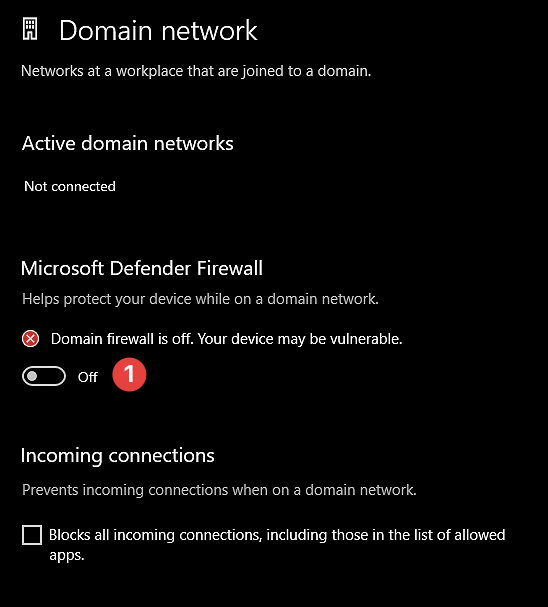 Domain network
Networks at a workplace that are joined to a domain.
Active domain networks
Not connected
Microsoft Defender Firewall
Helps protect your device while on a domain network.
Domain firewall is off. Your device may be vulnerable.
Off 1
Incoming connections
Prevents incoming connections when on a domain network.
Blocks all incoming connections, including those in the list of allowed
apps.